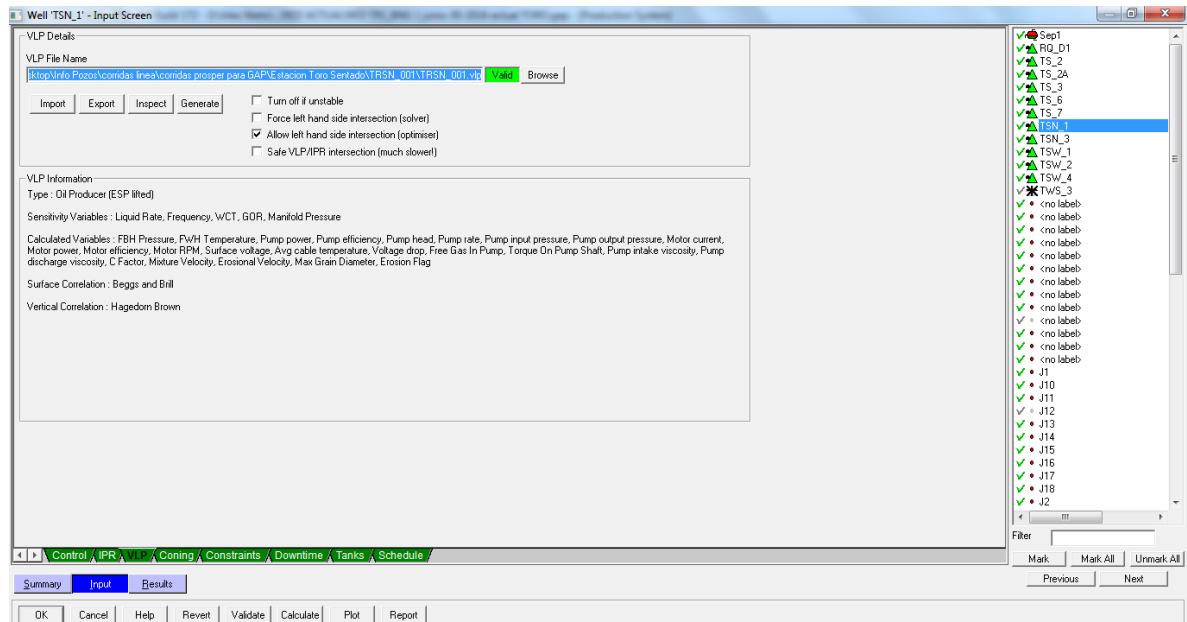 Well 'TSN_1' - Input Screen
VLP Details
VLP File Name
sktop\Info Pozos\corridas linea\corridas prosper para GAP\Estacion Toro Sentado\TRSN_001\TRSN_001.vlp Valid Browse
Import Export Inspect Generate
Turn off if unstable
Force left hand side intersection (solver)
Allow left hand side intersection (optimiser)
Safe VLP/IPR intersection (much slower!)
VLP Information
Type : Oil Producer (ESP lifted)
Sensitivity Variables : Liquid Rate, Frequency, WCT, GOR, Manifold Pressure
Calculated Variables : FBH Pressure, FWH Temperature, Pump power, Pump efficiency, Pump head, Pump rate, Pump input pressure, Pump output pressure, Motor current,
Motor power, Motor efficiency, Motor RPM, Surface voltage, Avg cable temperature, Voltage drop, Free Gas In Pump, Torque On Pump Shaft, Pump intake viscosity, Pump
discharge viscosity, C Factor, Mixture Velocity, Erosional Velocity, Max Grain Diameter, Erosion Flag
Surface Correlation : Beggs and Brill
Vertical Correlation : Hagedorn Brown
Control IPR VLP Coning Constraints Downtime Tanks Schedule
Summary Input Results
OK Cancel Help Revert Validate Calculate Plot Report
Sep1
RQ_D1
TS_2
TS_2A
TS_3
TS_6
TS_7
TSN_1
TSN_3
TSW_1
TSW_2
TSW_4
TWS_3
<no label>
<no label>
<no label>
<no label>
<no label>
<no label>
<no label>
<no label>
<no label>
<no label>
<no label>
<no label>
<no label>
J1
J10
J11
J12
J13
J14
J15
J16
J17
J18
J2
Filter
Mark Mark All Unmark All
Previous Next